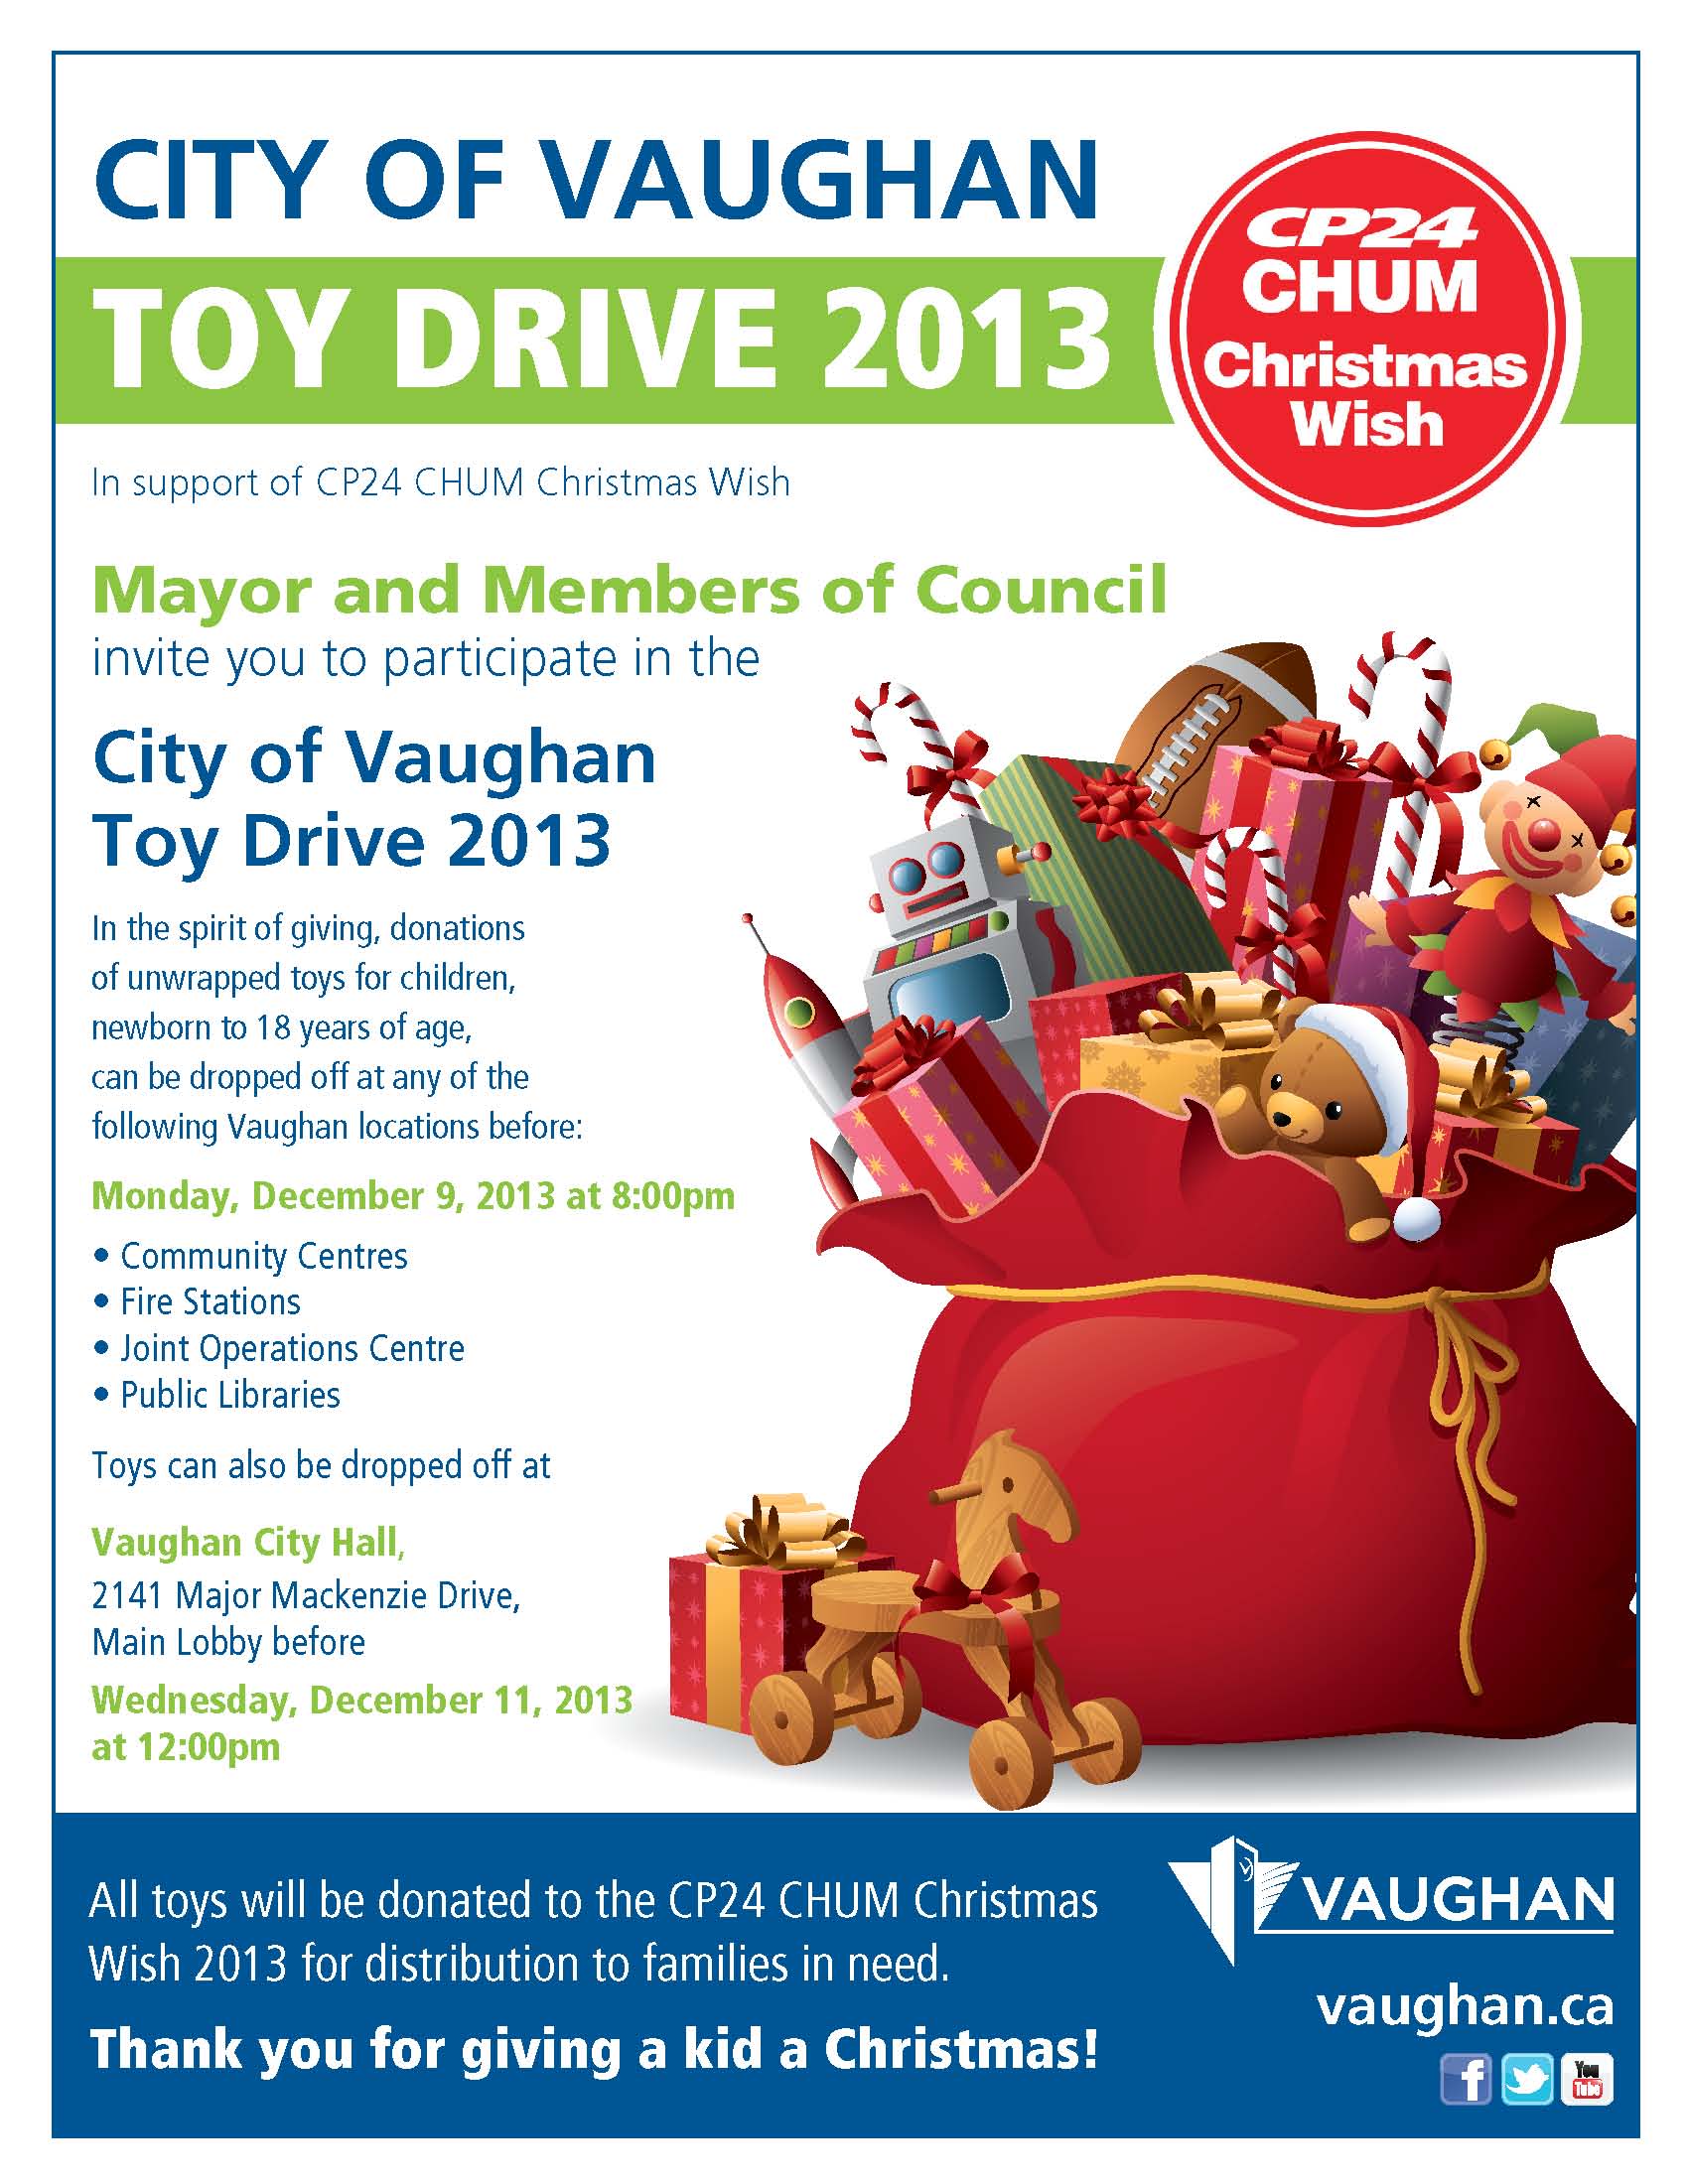 CITY OF VAUGHAN
TOY DRIVE 2013
CP24
CHUM
Christmas
Wish
In support of CP24 CHUM Christmas Wish
Mayor and Members of Council
invite you to participate in the
City of Vaughan
Toy Drive 2013
In the spirit of giving, donations
of unwrapped toys for children,
newborn to 18 years of age,
can be dropped off at any of the
following Vaughan locations before:
Monday, December 9, 2013 at 8:00pm
• Community Centres
• Fire Stations
• Joint Operations Centre
• Public Libraries
Toys can also be dropped off at
Vaughan City Hall,
2141 Major Mackenzie Drive,
Main Lobby before
Wednesday, December 11, 2013
at 12:00pm
All toys will be donated to the CP24 CHUM Christmas
Wish 2013 for distribution to families in need.
Thank you for giving a kid a Christmas!
VAUGHAN
vaughan.ca
f
You
Tube